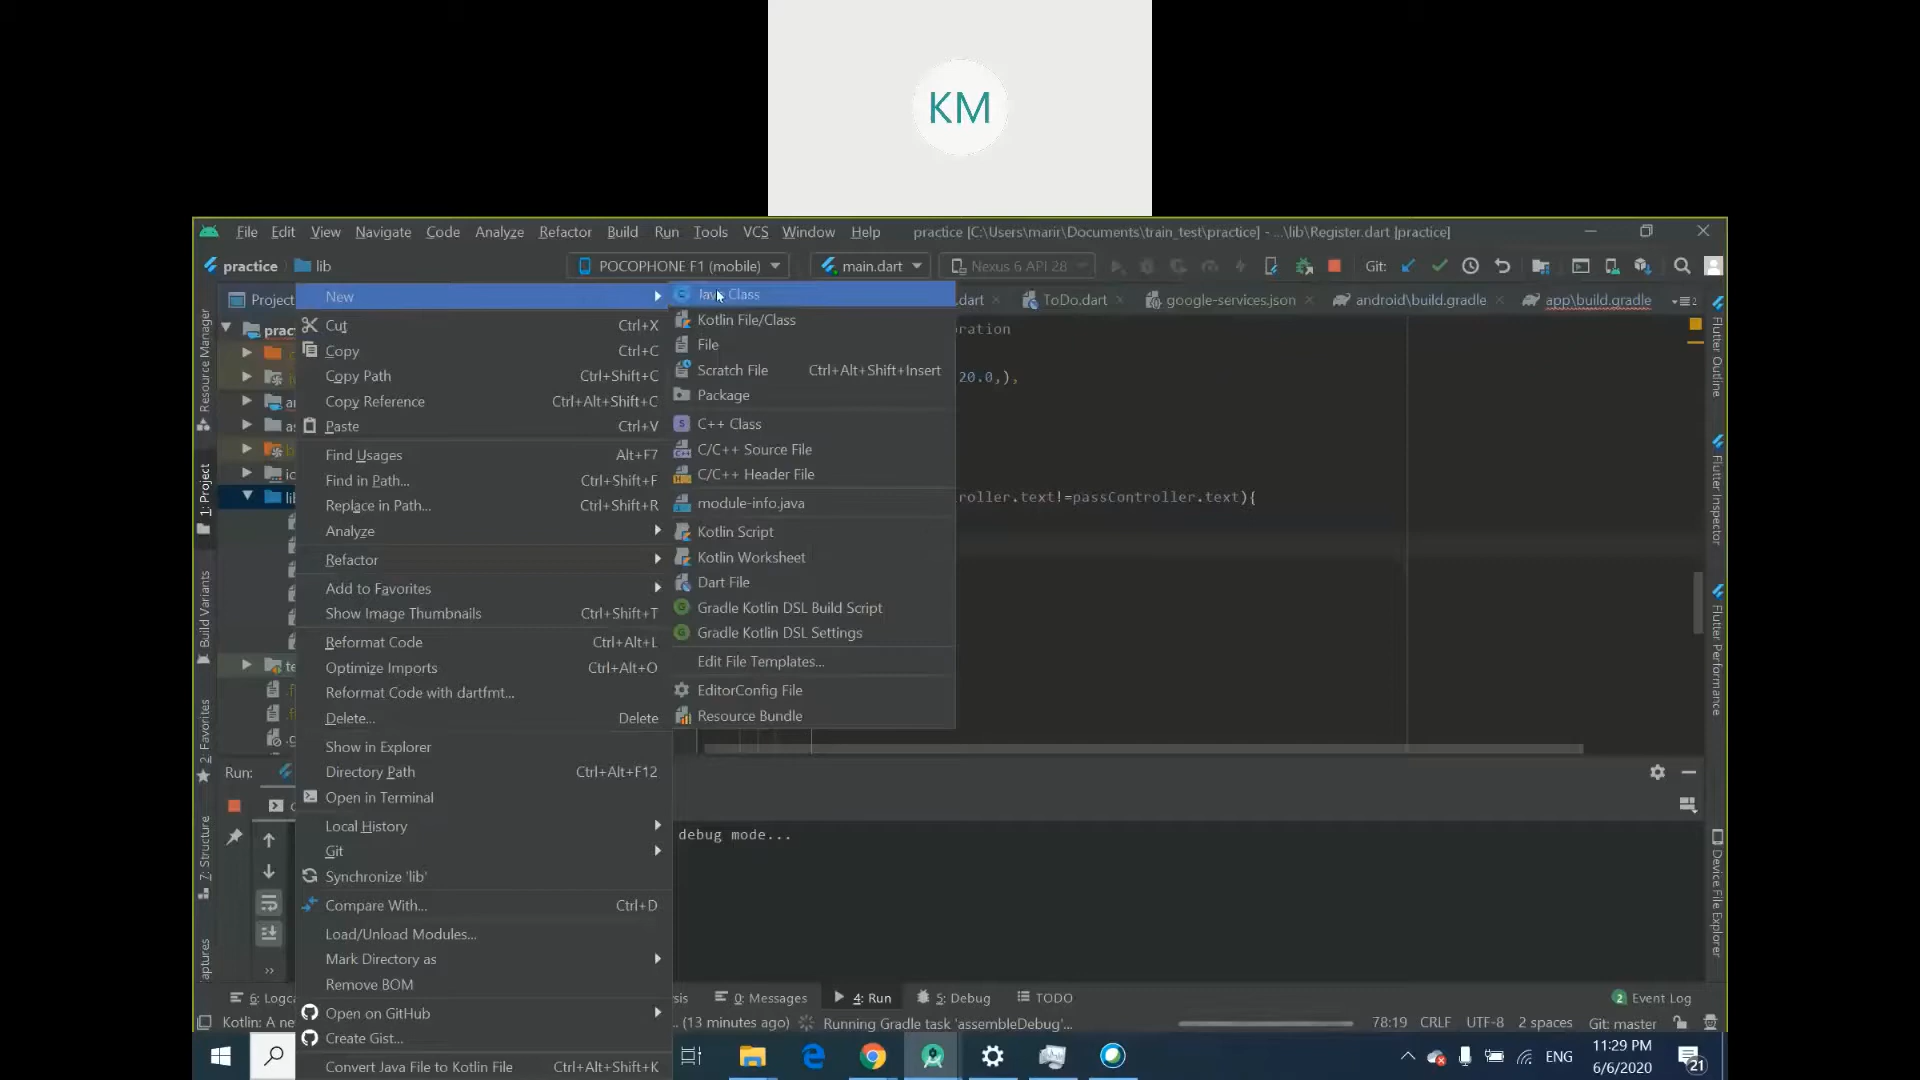 KM
File Edit View Navigate Code Analyze Refactor Build Run Tools VCS Window Help practice [C:\Users\marir\Documents\train_test\practice] - ...\lib\Register.dart [practice]
practice lib POCOPHONE F1 (mobile) main.dart Nexus 6 API 28 Git:
Project .dart ToDo.dart google-services.json android\build.gradle app\build.gradle
New
Cut Ctrl+X
Copy Ctrl+C
Copy Path Ctrl+Shift+C
Copy Reference Ctrl+Alt+Shift+C
Paste Ctrl+V
Find Usages Alt+F7
Find in Path... Ctrl+Shift+F
Replace in Path... Ctrl+Shift+R
Analyze
Refactor
Add to Favorites
Show Image Thumbnails Ctrl+Shift+T
Reformat Code Ctrl+Alt+L
Optimize Imports Ctrl+Alt+O
Reformat Code with dartfmt...
Delete... Delete
Show in Explorer
Directory Path Ctrl+Alt+F12
Open in Terminal
Local History
Git
Synchronize 'lib'
Compare With... Ctrl+D
Load/Unload Modules...
Mark Directory as
Remove BOM
Open on GitHub
Create Gist...
Convert Java File to Kotlin File Ctrl+Alt+Shift+K
Java Class
Kotlin File/Class
File
Scratch File Ctrl+Alt+Shift+Insert
Package
C++ Class
C/C++ Source File
C/C++ Header File
module-info.java
Kotlin Script
Kotlin Worksheet
Dart File
Gradle Kotlin DSL Build Script
Gradle Kotlin DSL Settings
Edit File Templates...
EditorConfig File
Resource Bundle
prac
lib
te
oration
20.0,),
roller.text!=passController.text){
Resource Manager
1: Project
Build Variants
2: Favorites
7: Structure
aptures
Flutter Outline
Flutter Inspector
Flutter Performance
Device File Explorer
Run:
debug mode...
6: Logca sis 0: Messages 4: Run 5: Debug TODO 2 Event Log
Kotlin: A ne .. (13 minutes ago) Running Gradle task 'assembleDebug'... 78:19 CRLF UTF-8 2 spaces Git: master
ENG 11:29 PM
6/6/2020 21